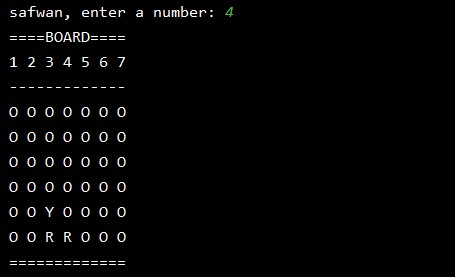 safwan, enter a number: 4
====BOARD====
1 2 3 4 5 6 7
-------------
O O O O O O O
O O O O O O O
O O O O O O O
O O O O O O O
O O Y O O O O
O O R R O O O
=============